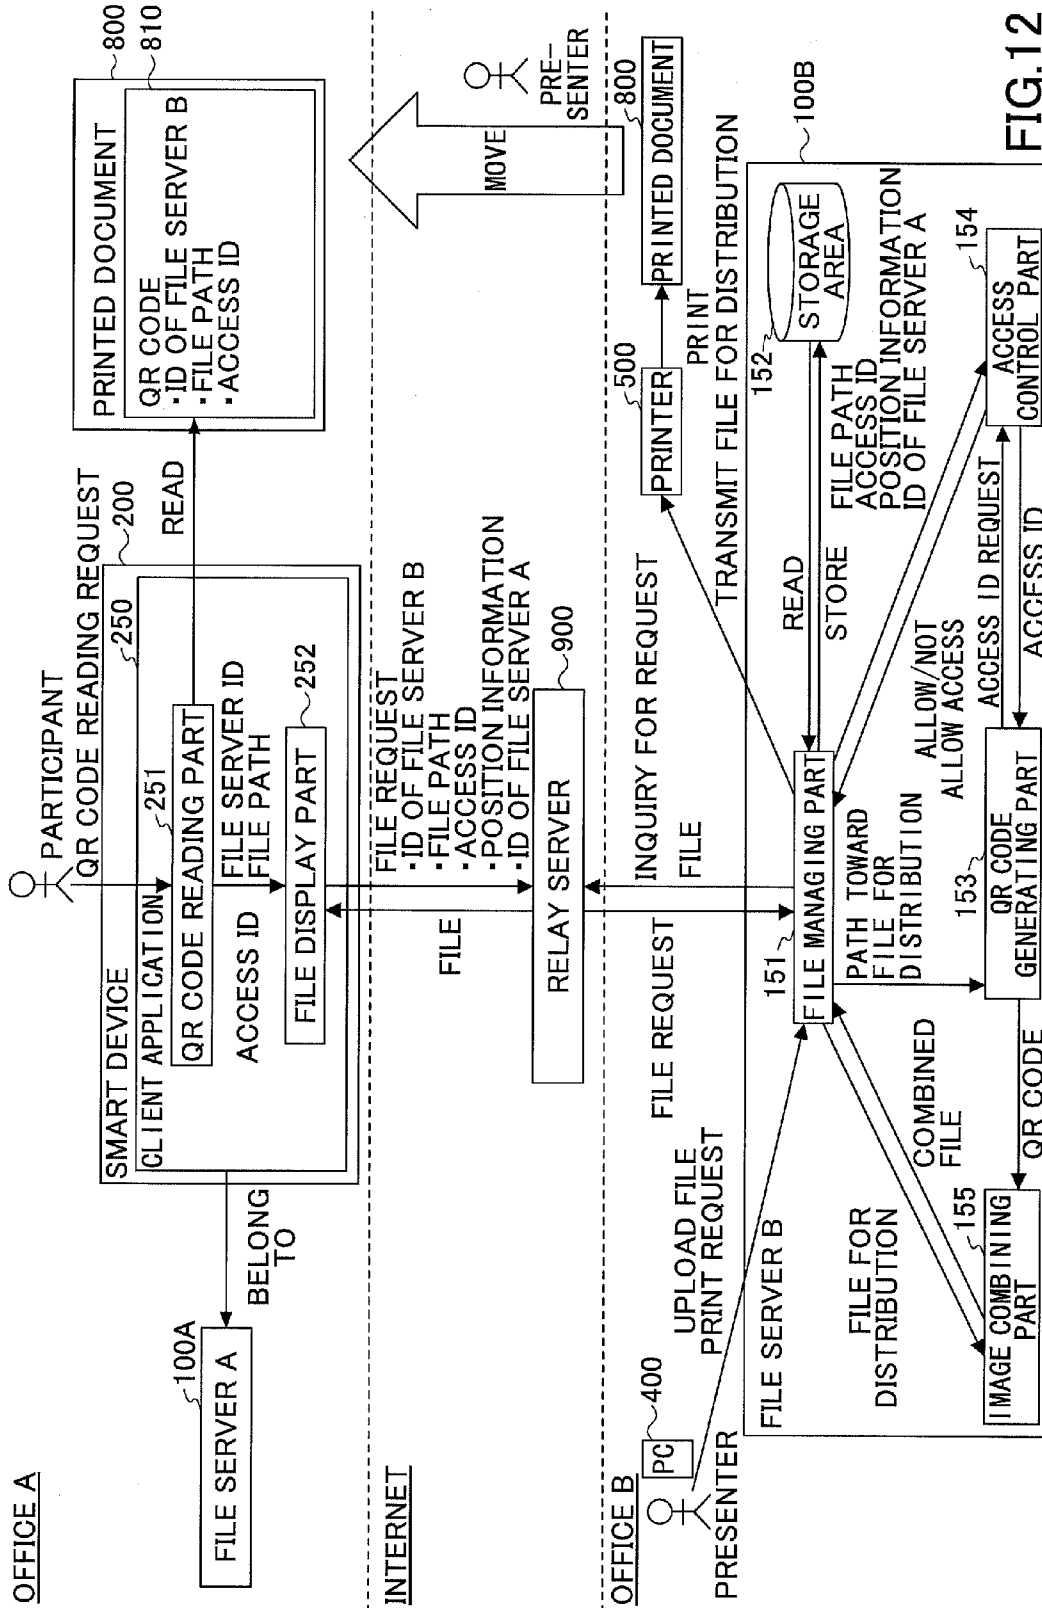 OFFICE A
PARTICIPANT
QR CODE READING REQUEST
SMART DEVICE
200
CLIENT APPLICATION
250
QR CODE READING PART
251
ACCESS ID
FILE SERVER ID
FILE PATH
FILE DISPLAY PART
252
READ
PRINTED DOCUMENT
800
810
QR CODE
・ID OF FILE SERVER B
・FILE PATH
・ACCESS ID
FILE SERVER A
100A
BELONG
TO
INTERNET
FILE
FILE REQUEST
・ID OF FILE SERVER B
・FILE PATH
・ACCESS ID
・POSITION INFORMATION
・ID OF FILE SERVER A
RELAY SERVER
900
MOVE
PRE-
SENTER
OFFICE B
PC
400
PRESENTER
UPLOAD FILE
PRINT REQUEST
FILE REQUEST
INQUIRY FOR REQUEST
FILE
PRINTER
500
PRINT
PRINTED DOCUMENT
800
TRANSMIT FILE FOR DISTRIBUTION
FILE SERVER B
100B
FILE MANAGING PART
151
READ
STORE
STORAGE
AREA
152
FILE PATH
ACCESS ID
POSITION INFORMATION
ID OF FILE SERVER A
FILE FOR
DISTRIBUTION
COMBINED
FILE
PATH TOWARD
FILE FOR
DISTRIBUTION
ALLOW/NOT
ALLOW ACCESS
IMAGE COMBINING
PART
155
QR CODE
QR CODE
GENERATING PART
153
ACCESS ID REQUEST
ACCESS ID
ACCESS
CONTROL PART
154
FIG.12